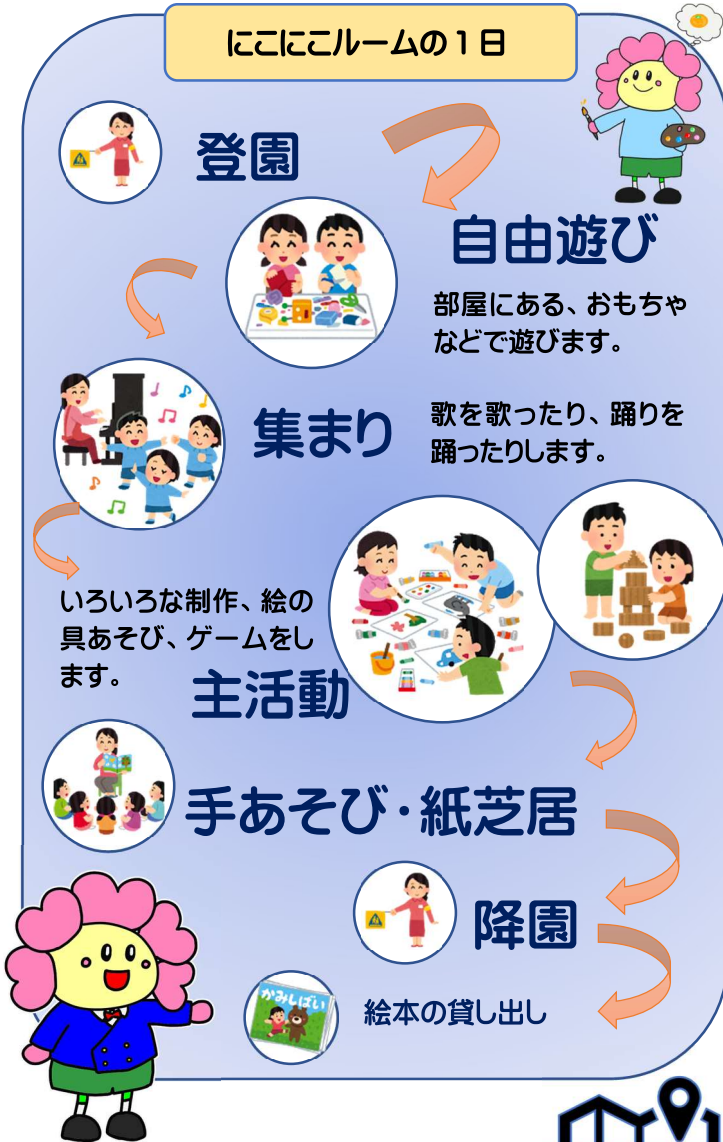 にこにこルームの１日
登園
自由遊び
部屋にある、おもちゃ
などで遊びます。
集まり
歌を歌ったり、踊りを
踊ったりします。
いろいろな制作、絵の
具あそび、ゲームをし
ます。
主活動
手あそび・紙芝居
降園
かみしばい
絵本の貸し出し